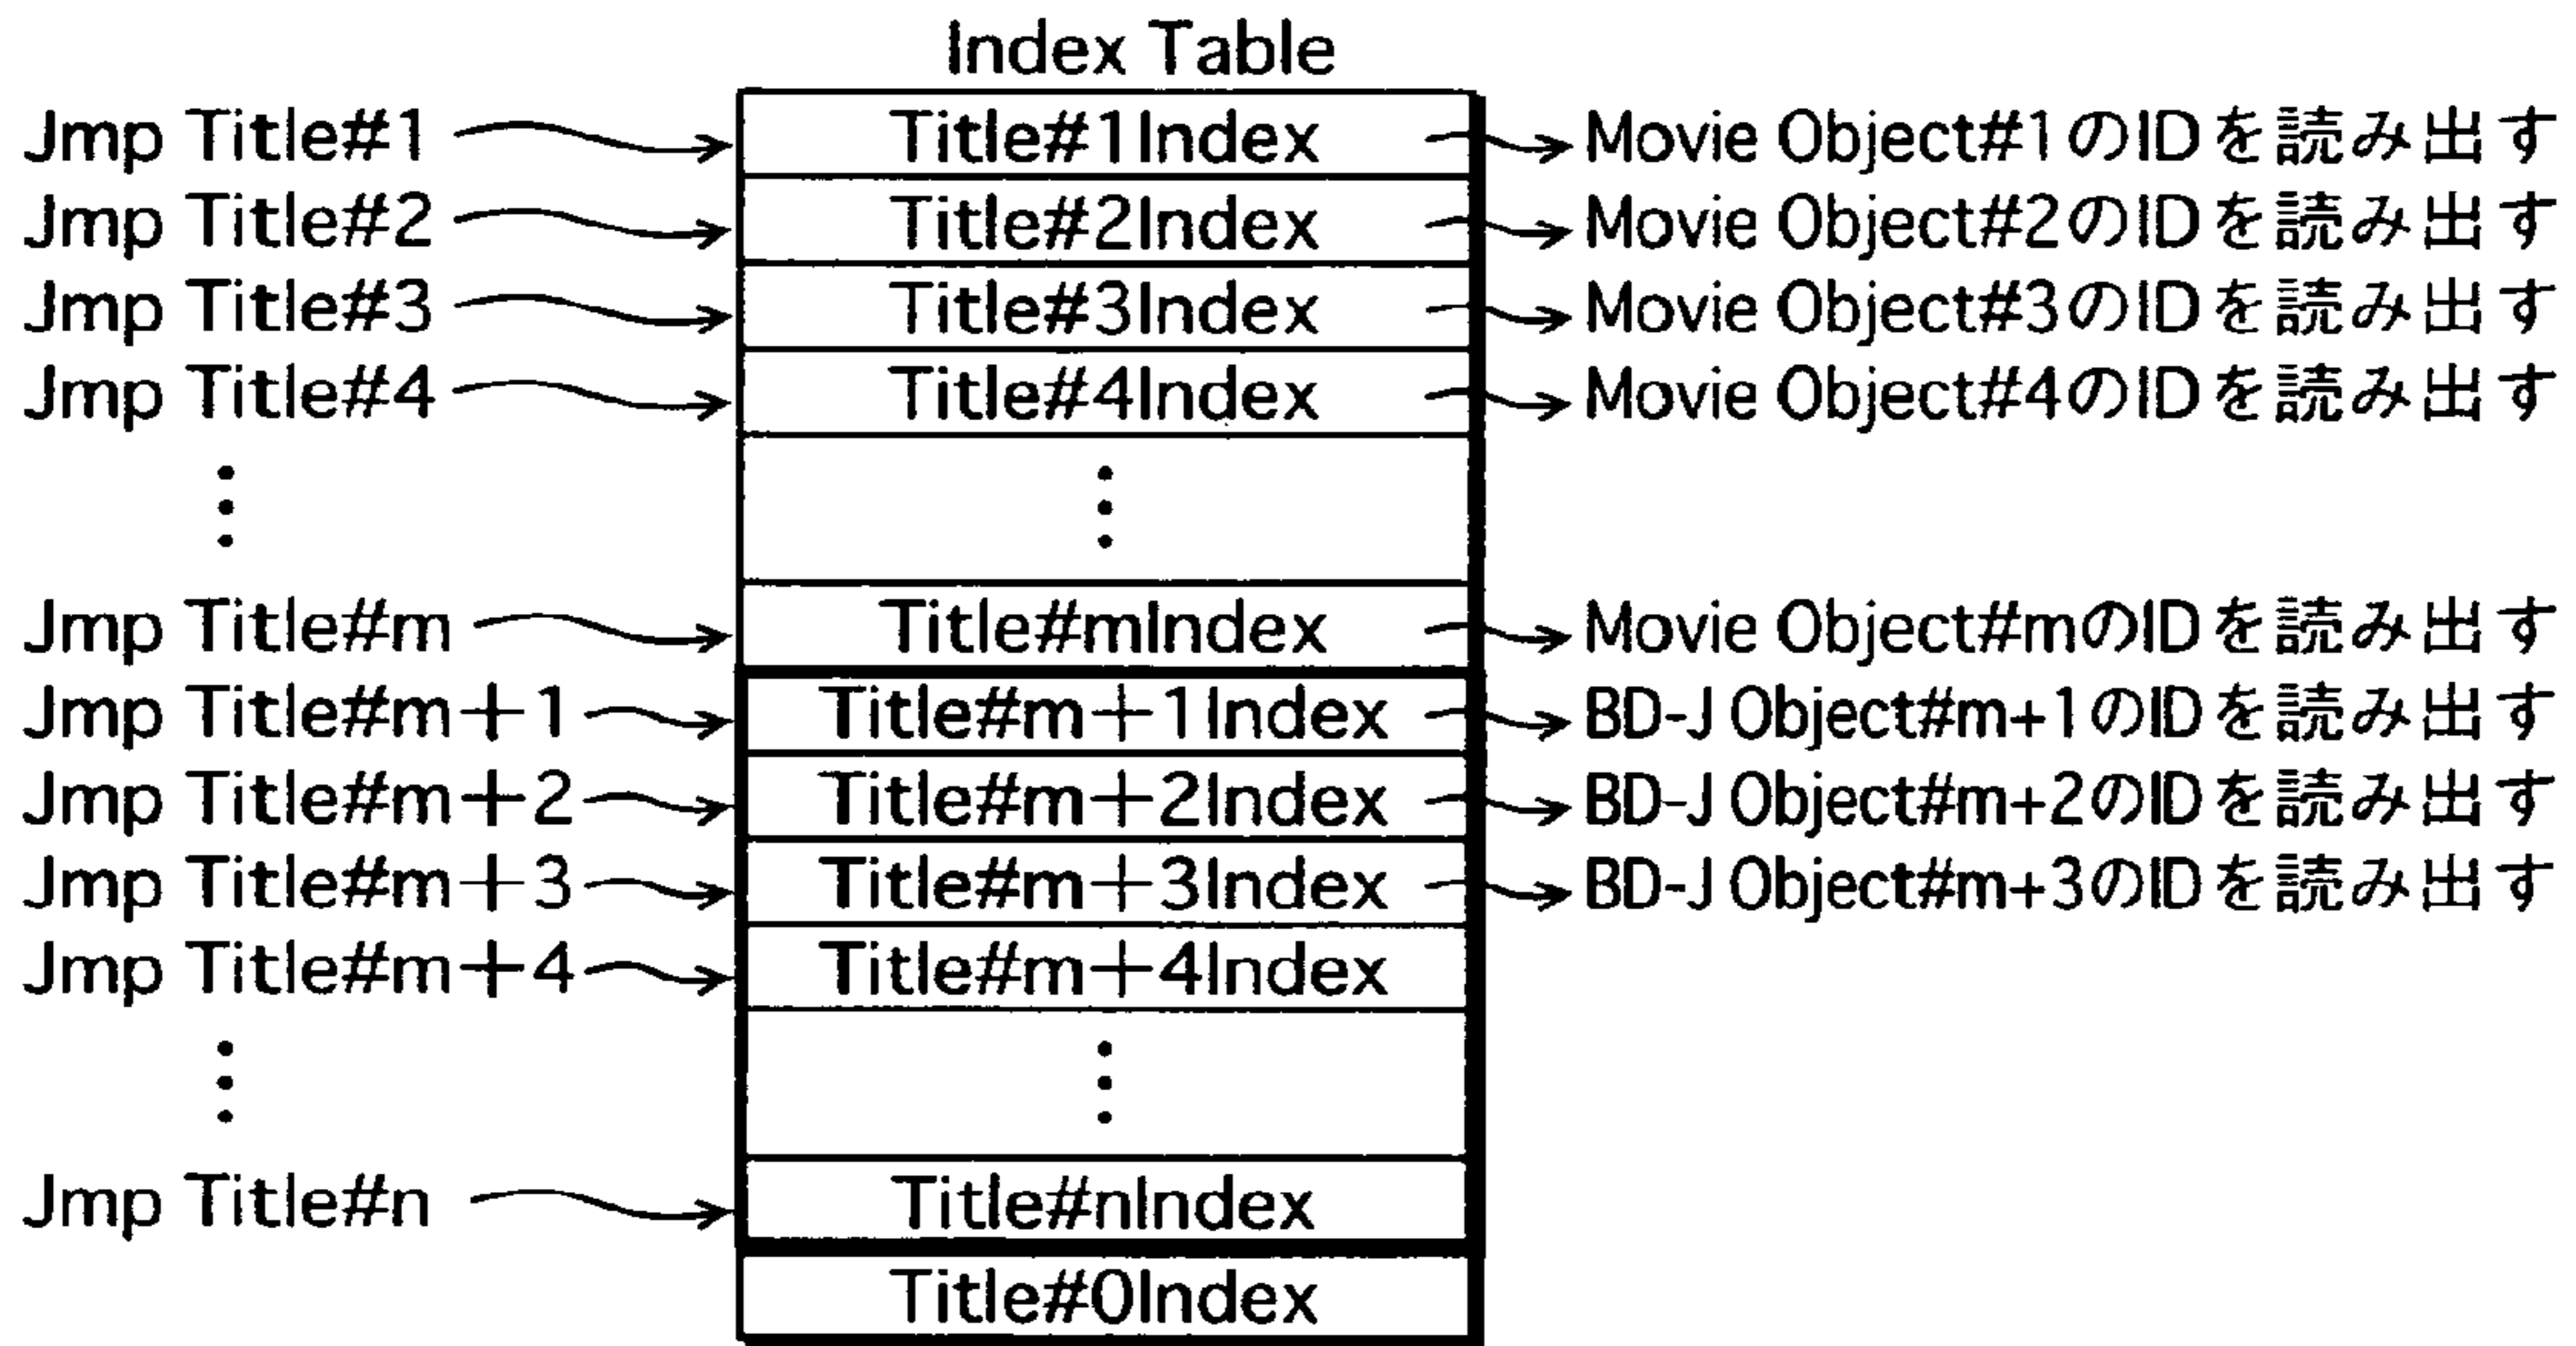 Index Table
Jmp Title#1 Title#1Index Movie Object#1のIDを読み出す
Jmp Title#2 Title#2Index Movie Object#2のIDを読み出す
Jmp Title#3 Title#3Index Movie Object#3のIDを読み出す
Jmp Title#4 Title#4Index Movie Object#4のIDを読み出す
Jmp Title#m Title#mIndex Movie Object#mのIDを読み出す
Jmp Title#m+1 Title#m+1Index BD-J Object#m+1のIDを読み出す
Jmp Title#m+2 Title#m+2Index BD-J Object#m+2のIDを読み出す
Jmp Title#m+3 Title#m+3Index BD-J Object#m+3のIDを読み出す
Jmp Title#m+4 Title#m+4Index
Jmp Title#n Title#nIndex
Title#0Index